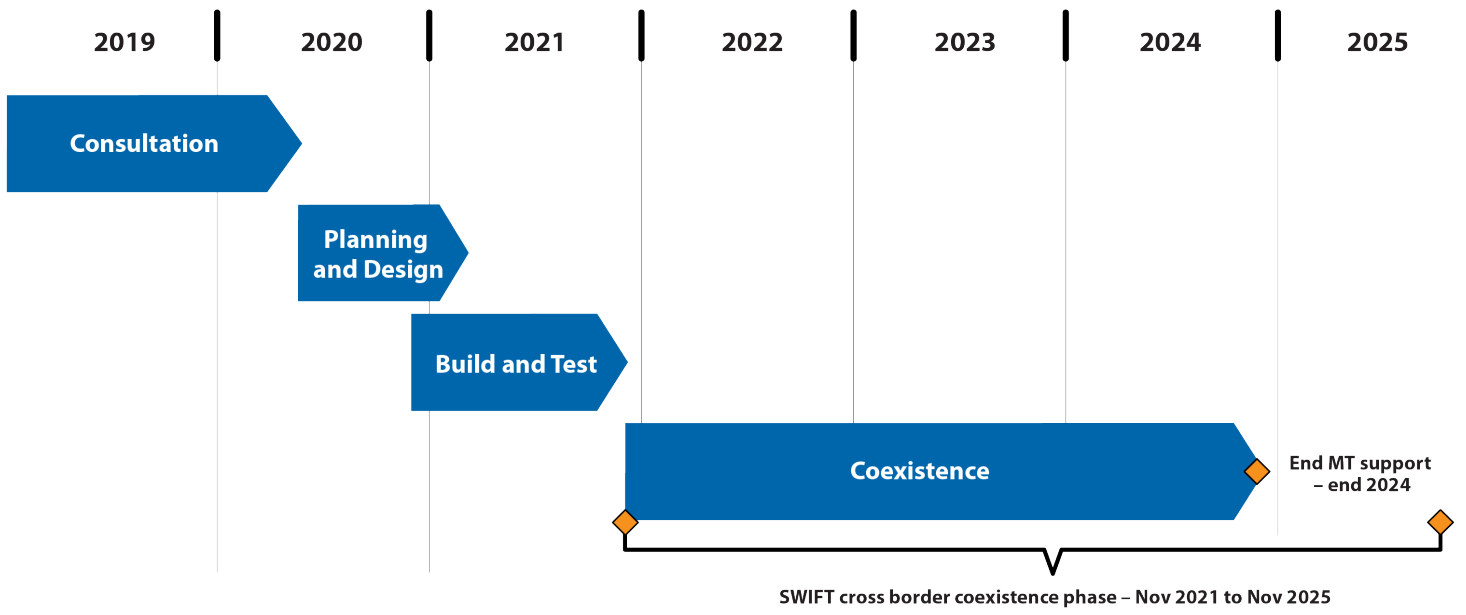 2019 2020 2021 2022 2023 2024 2025
Consultation
Planning
and Design
Build and Test
Coexistence
End MT support
– end 2024
SWIFT cross border coexistence phase – Nov 2021 to Nov 2025